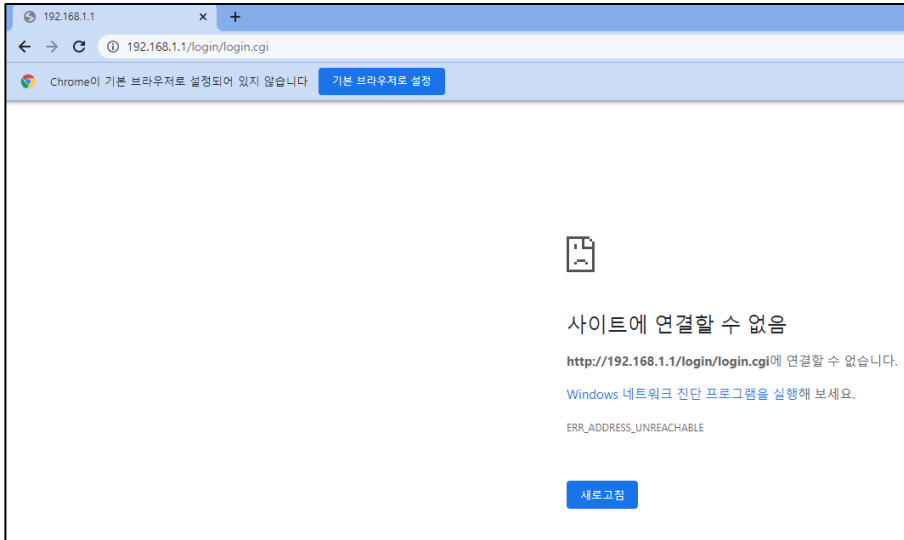 192.168.1.1
192.168.1.1/login/login.cgi
Chrome이 기본 브라우저로 설정되어 있지 않습니다 기본 브라우저로 설정
사이트에 연결할 수 없음
http://192.168.1.1/login/login.cgi에 연결할 수 없습니다.
Windows 네트워크 진단 프로그램을 실행해 보세요.
ERR_ADDRESS_UNREACHABLE
새로고침